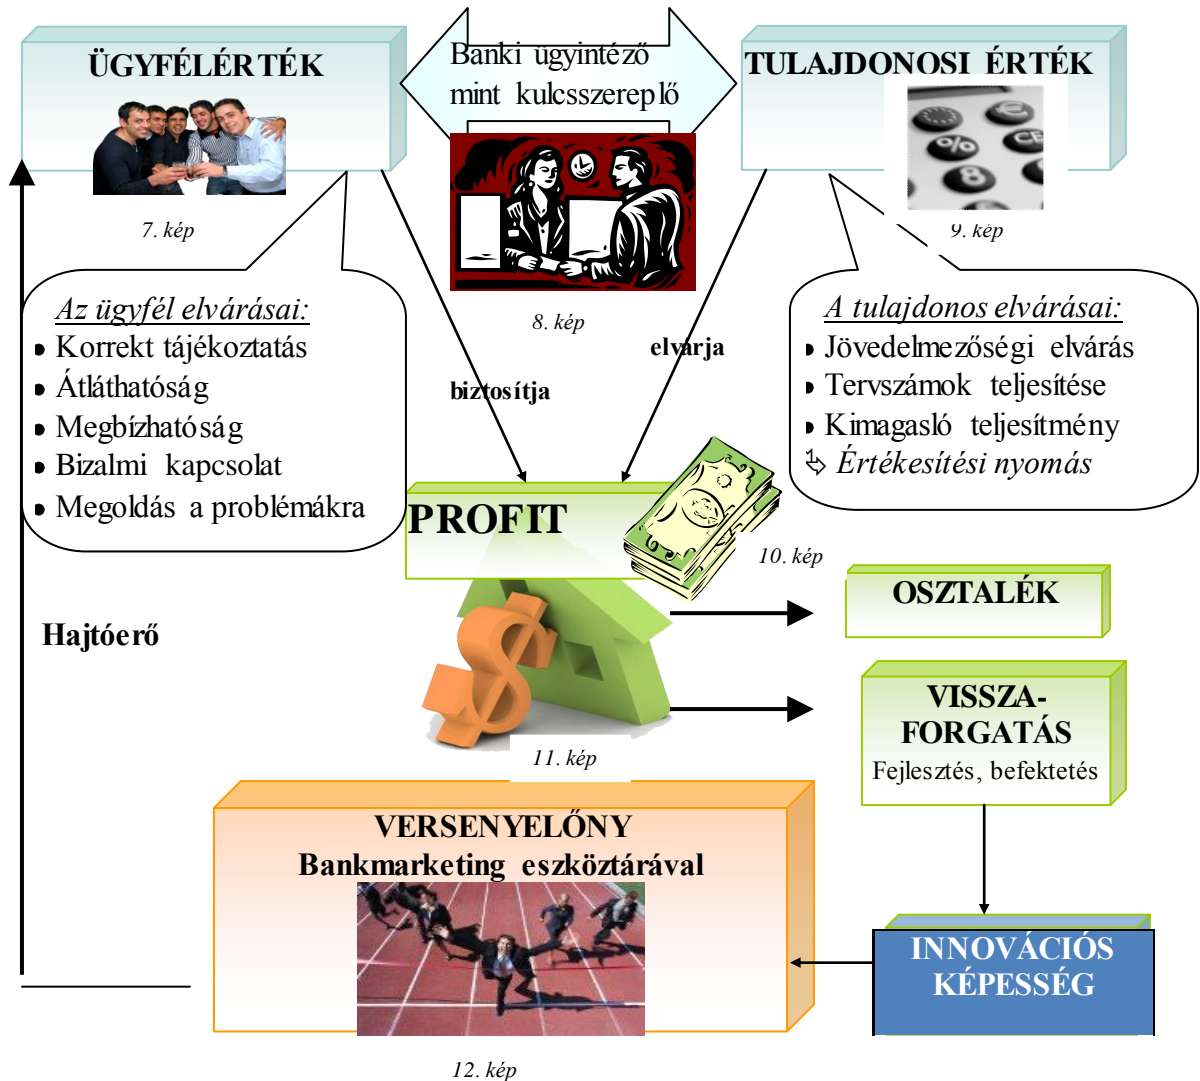 ÜGYFÉLÉRTÉK
Banki ügyintéző
mint kulcsszereplő
TULAJDONOSI ÉRTÉK
7. kép
8. kép
9. kép
Az ügyfél elvárásai:
Korrekt tájékoztatás
Átláthatóság
Megbízhatóság
Bizalmi kapcsolat
Megoldás a problémákra
biztosítja
elvárja
A tulajdonos elvárásai:
Jövedelmezőségi elvárás
Tervszámok teljesítése
Kimagasló teljesítmény
Értékesítési nyomás
PROFIT
10. kép
OSZTALÉK
Hajtóerő
VISSZA-
FORGATÁS
Fejlesztés, befektetés
11. kép
VERSENYELŐNY
Bankmarketing eszköztárával
INNOVÁCIÓS
KÉPESSÉG
12. kép